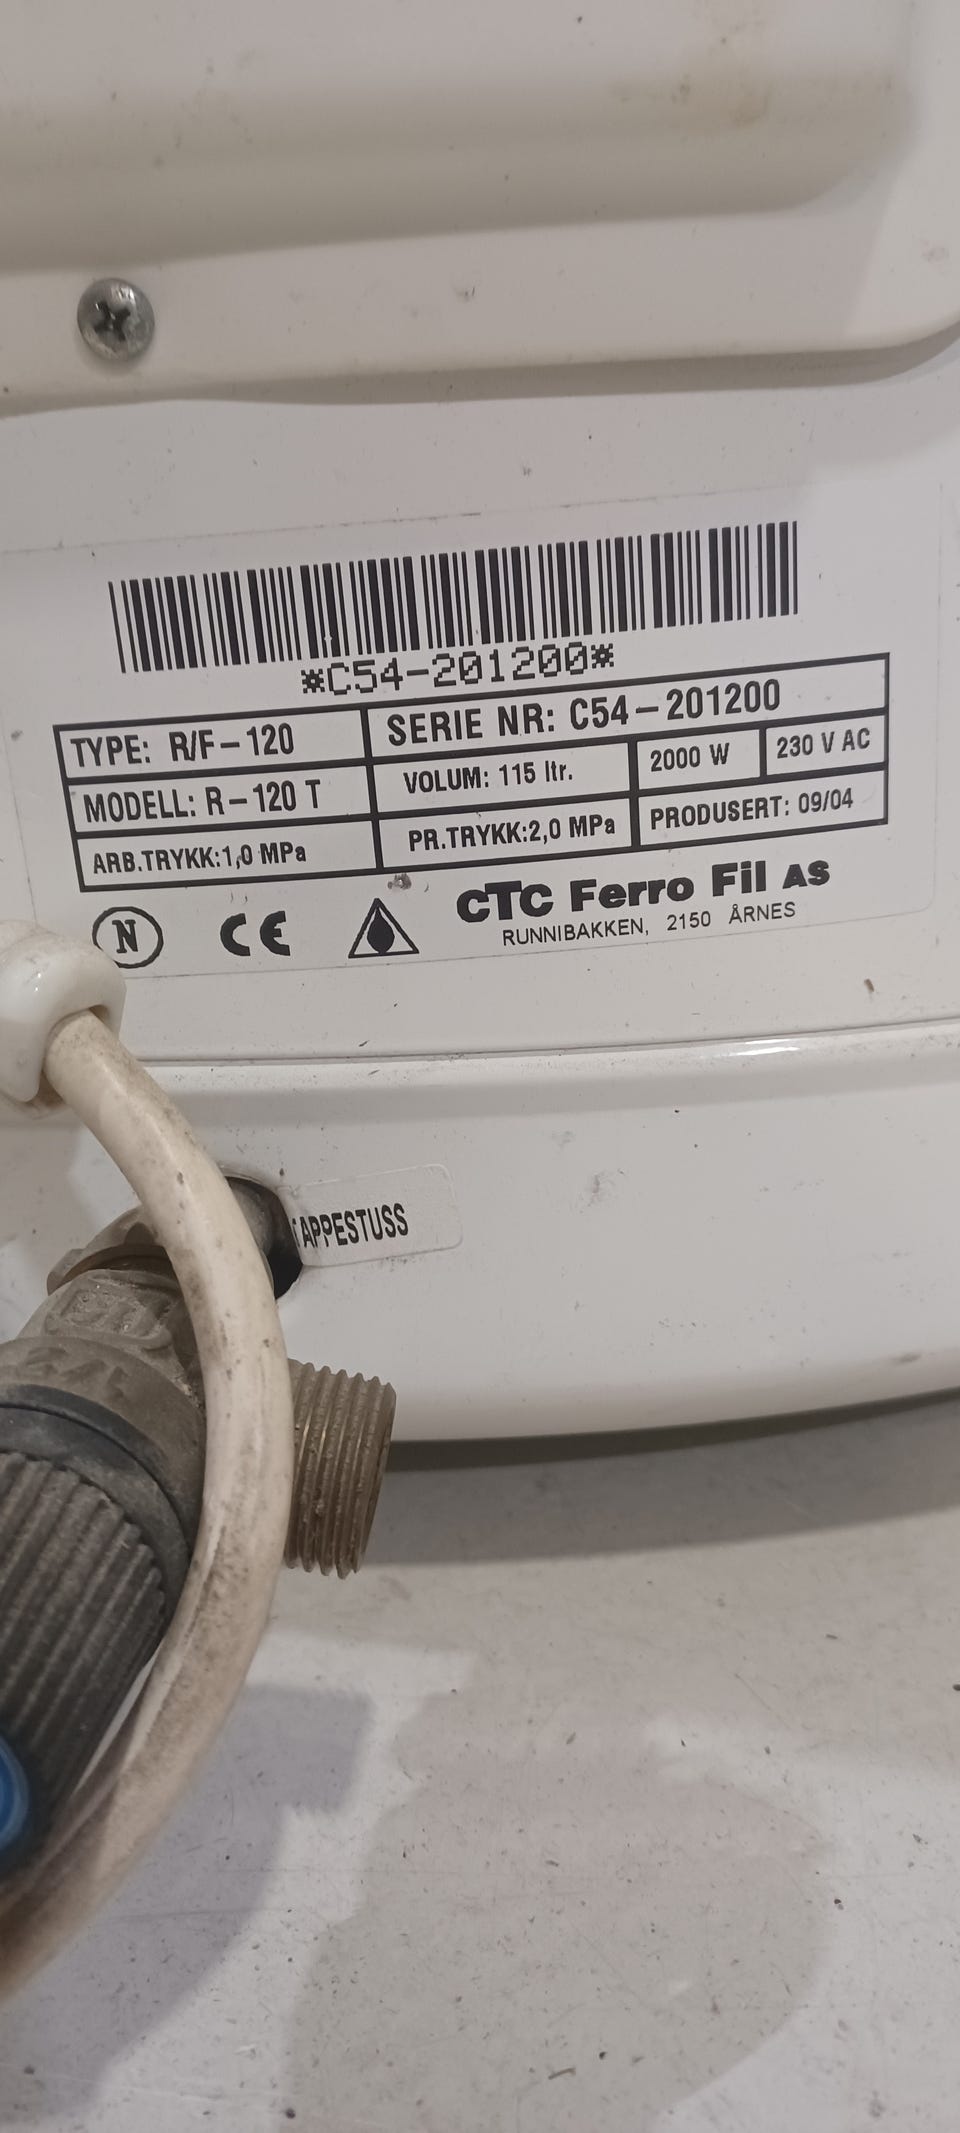 *C54-201200*
TYPE: R/F-120
SERIE NR: C54-201200
MODELL: R-120 T
VOLUM: 115 ltr.
2000 W
230 V AC
ARB.TRYKK:1,0 MPa
PR.TRYKK:2,0 MPa
PRODUSERT: 09/04
N
CE
CTC Ferro Fil AS
RUNNIBAKKEN, 2150 ÅRNES
TAPPESTUSS